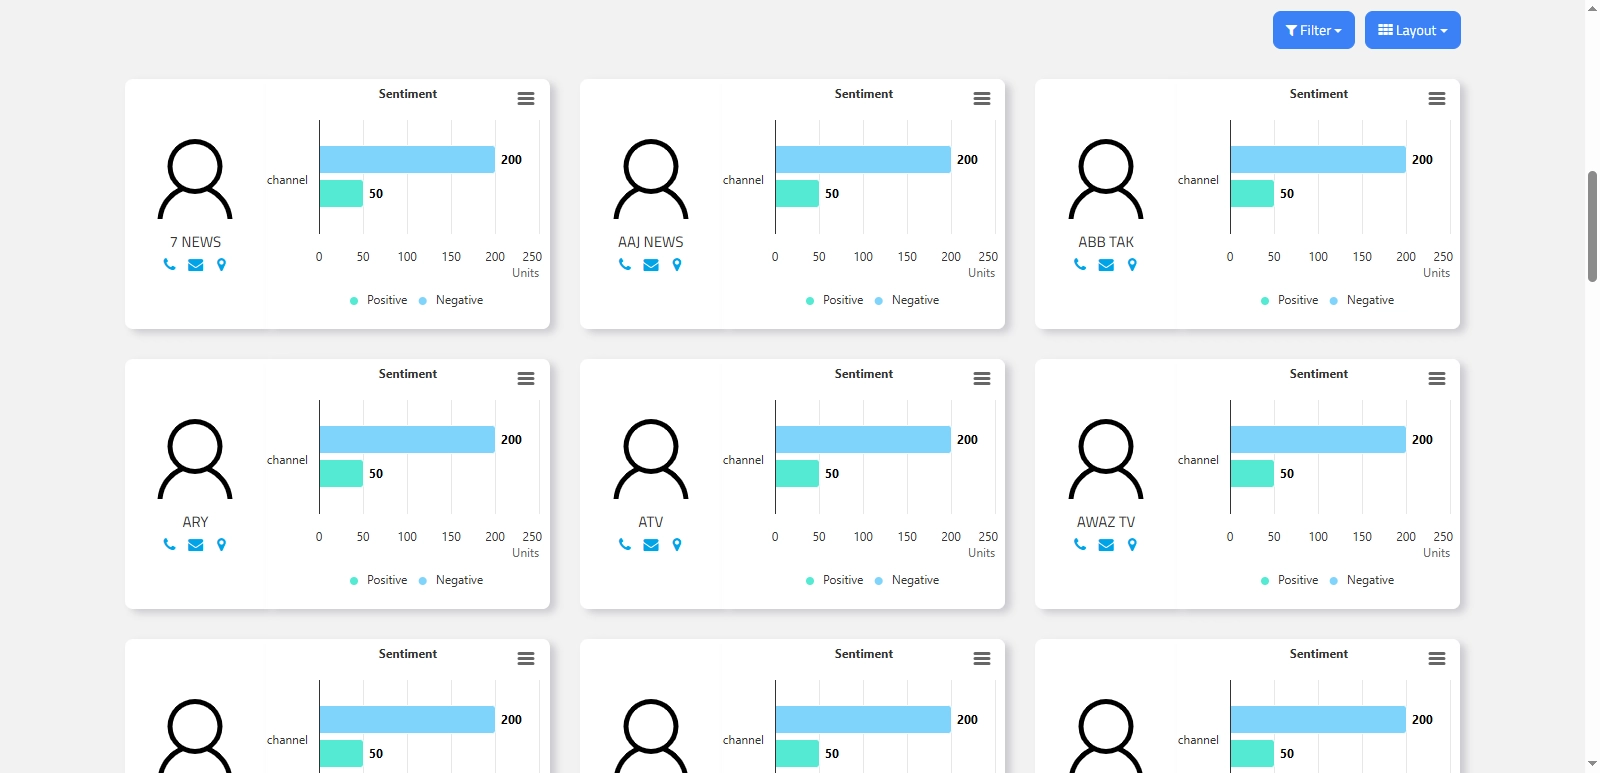 Filter Layout
Sentiment Sentiment Sentiment
200 200 200
channel channel channel
50 50 50
7 NEWS AAJ NEWS ABB TAK
0 50 100 150 200 250 0 50 100 150 200 250 0 50 100 150 200 250
Units Units Units
Positive Negative Positive Negative Positive Negative
Sentiment Sentiment Sentiment
200 200 200
channel channel channel
50 50 50
ARY ATV AWAZ TV
0 50 100 150 200 250 0 50 100 150 200 250 0 50 100 150 200 250
Units Units Units
Positive Negative Positive Negative Positive Negative
Sentiment Sentiment Sentiment
200 200 200
channel channel channel
50 50 50